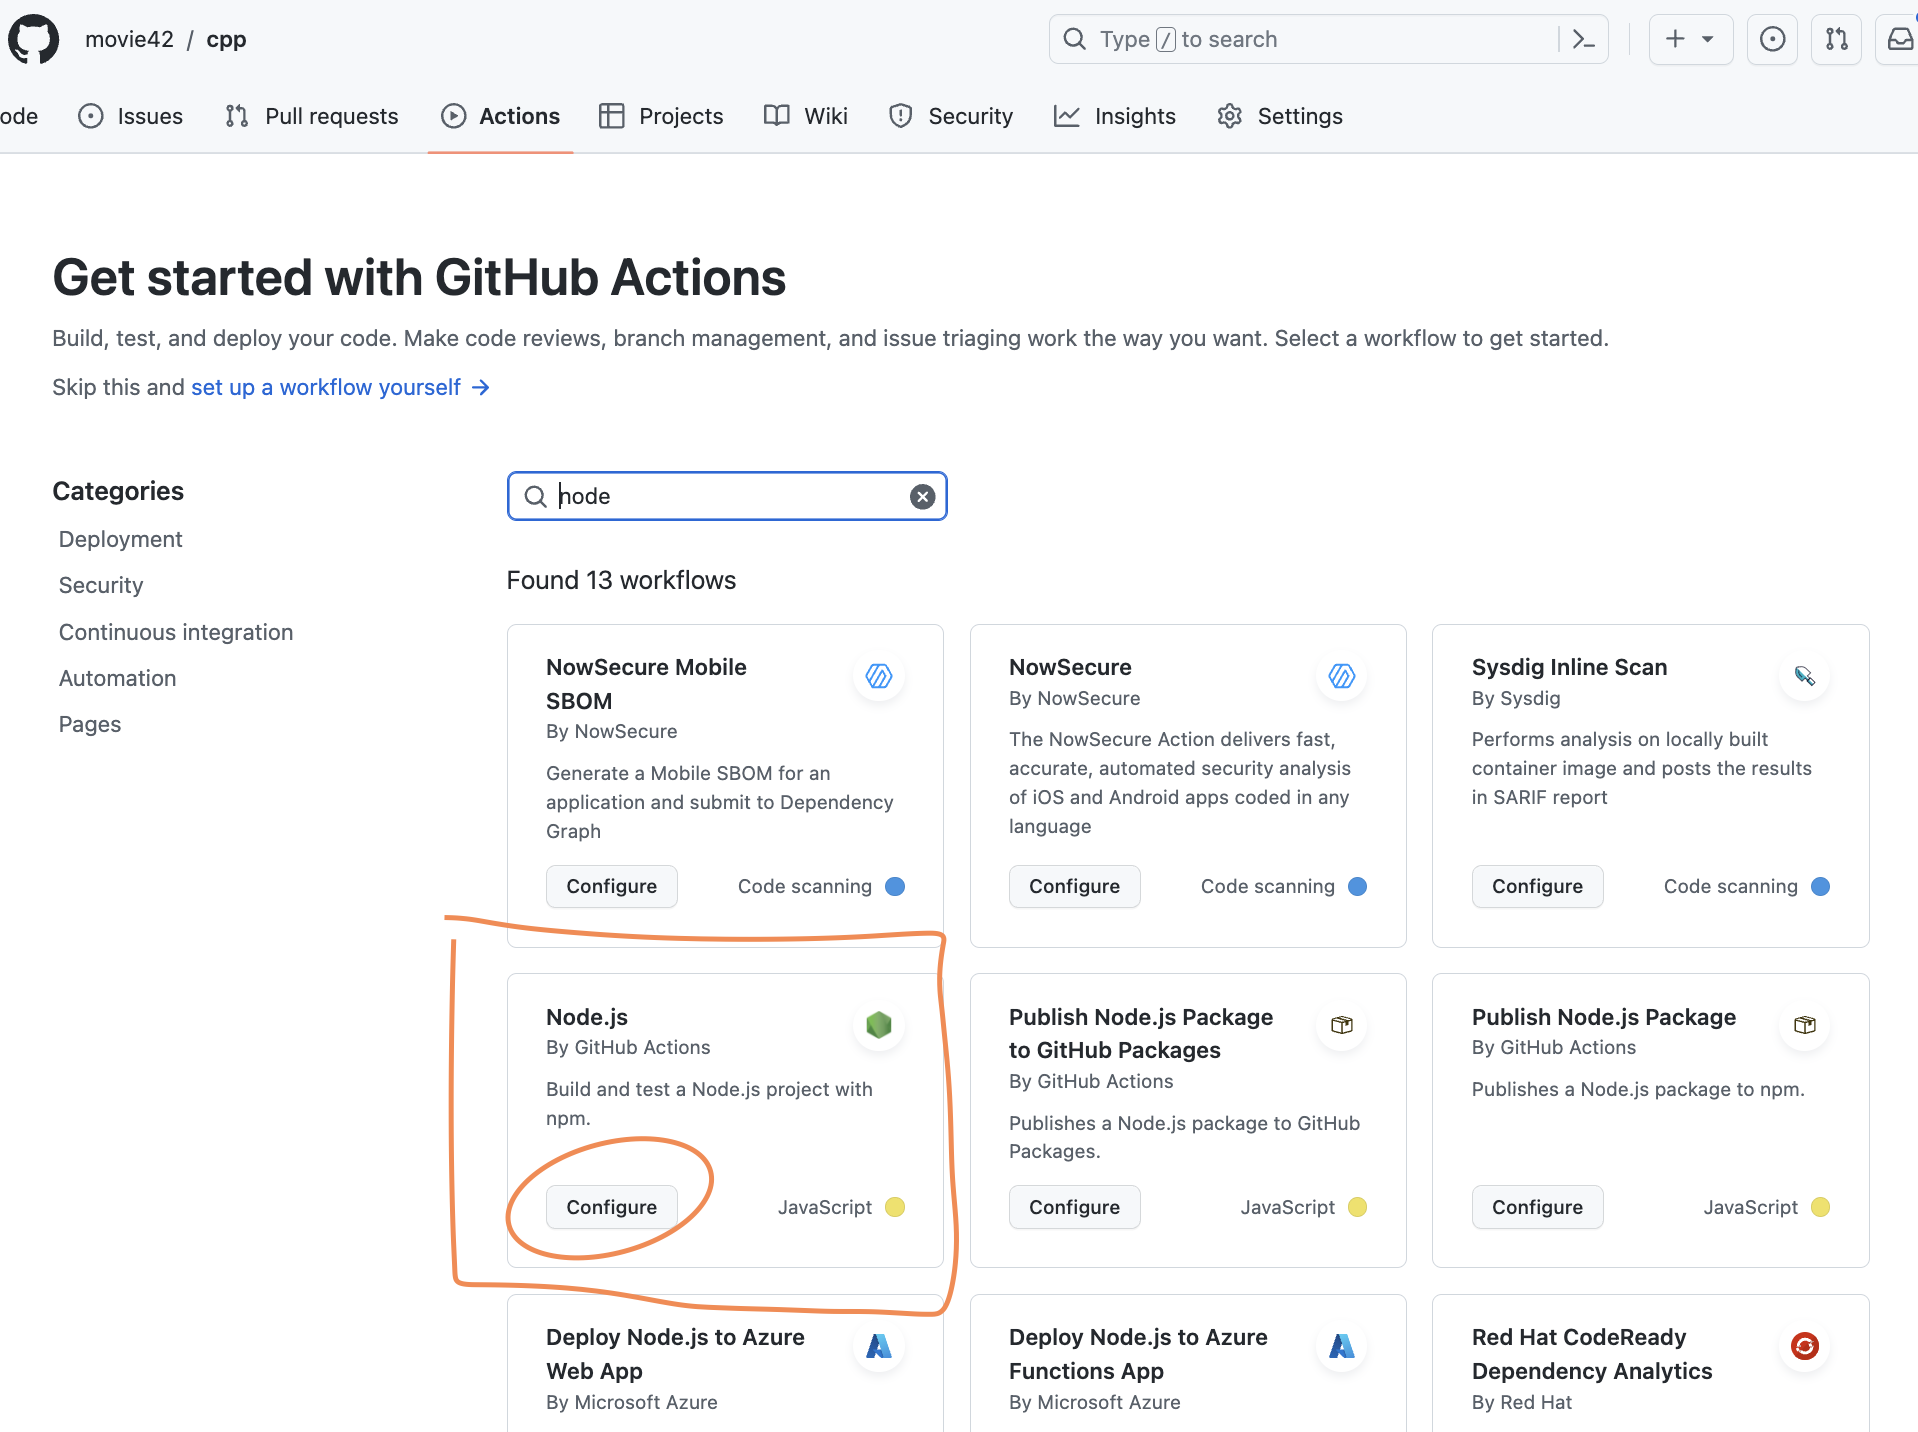 movie42 / cpp
Type / to search
ode Issues Pull requests Actions Projects Wiki Security Insights Settings
Get started with GitHub Actions
Build, test, and deploy your code. Make code reviews, branch management, and issue triaging work the way you want. Select a workflow to get started.
Skip this and set up a workflow yourself →
Categories
Deployment
Security
Continuous integration
Automation
Pages
node
Found 13 workflows
NowSecure Mobile
SBOM
By NowSecure
Generate a Mobile SBOM for an
application and submit to Dependency
Graph
Configure Code scanning
NowSecure
By NowSecure
The NowSecure Action delivers fast,
accurate, automated security analysis
of iOS and Android apps coded in any
language
Configure Code scanning
Sysdig Inline Scan
By Sysdig
Performs analysis on locally built
container image and posts the results
in SARIF report
Configure Code scanning
Node.js
By GitHub Actions
Build and test a Node.js project with
npm.
Configure JavaScript
Publish Node.js Package
to GitHub Packages
By GitHub Actions
Publishes a Node.js package to GitHub
Packages.
Configure JavaScript
Publish Node.js Package
By GitHub Actions
Publishes a Node.js package to npm.
Configure JavaScript
Deploy Node.js to Azure
Web App
By Microsoft Azure
Deploy Node.js to Azure
Functions App
By Microsoft Azure
Red Hat CodeReady
Dependency Analytics
By Red Hat